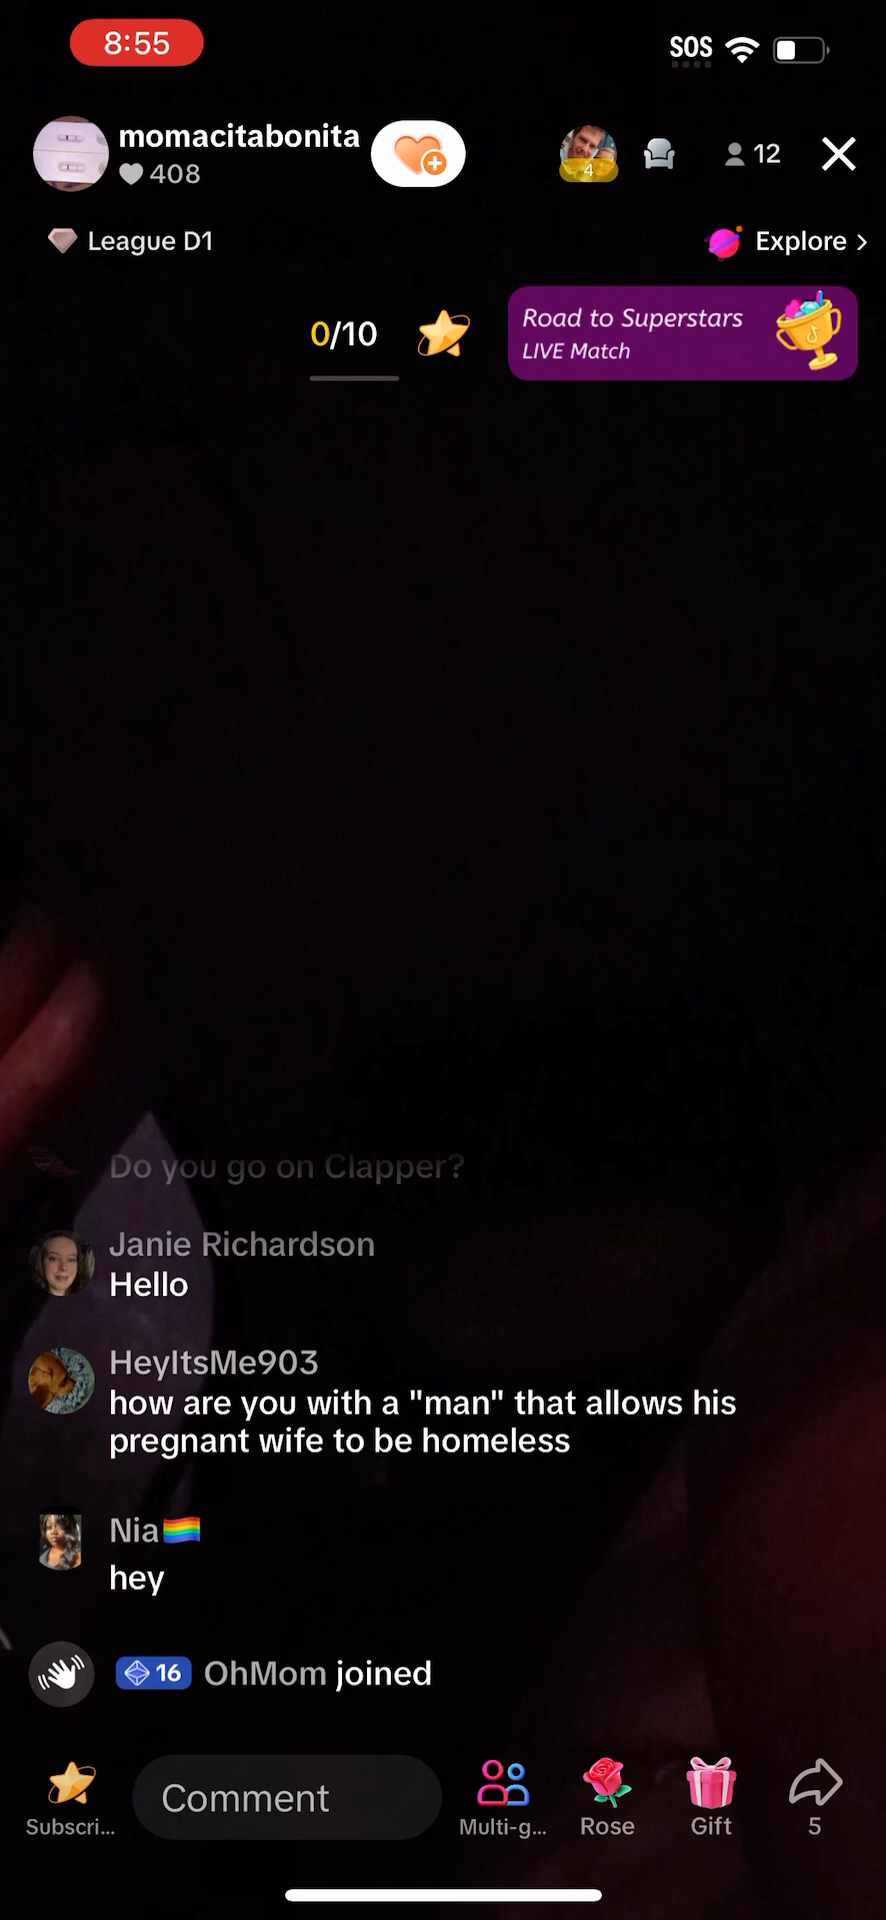 8:55
SOS
momacitabonita
408
4
12
League D1
Explore >
0/10
Road to Superstars
LIVE Match
Do you go on Clapper?
Janie Richardson
Hello
HeyItsMe903
how are you with a "man" that allows his
pregnant wife to be homeless
Nia🏳️‍🌈
hey
16 OhMom joined
Comment
Subscri...
Multi-g...
Rose
Gift
5